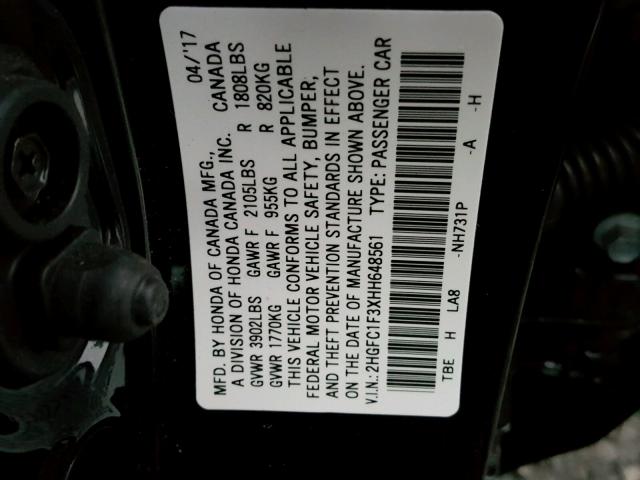 MFD. BY HONDA OF CANADA MFG., 04/'17
A DIVISION OF HONDA CANADA INC. CANADA
GVWR 3902LBS GAWR F 2105LBS R 1808LBS
GVWR 1770KG GAWR F 955KG R 820KG
THIS VEHICLE CONFORMS TO ALL APPLICABLE
FEDERAL MOTOR VEHICLE SAFETY, BUMPER,
AND THEFT PREVENTION STANDARDS IN EFFECT
ON THE DATE OF MANUFACTURE SHOWN ABOVE.
V.I.N.:2HGFC1F3XHH648561 TYPE: PASSENGER CAR
TBE H LA8 -NH731P -A -H